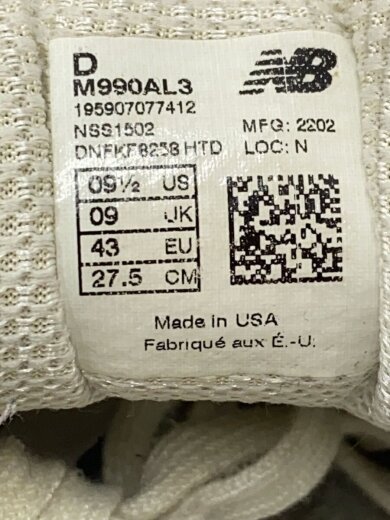 D
M990AL3
NB
195907077412
NSS1502 MFG: 2202
DNFKF8258 HTD LOC: N
09½ US
09 UK
43 EU
27.5 CM
Made in USA
Fabriqué aux É.-U.